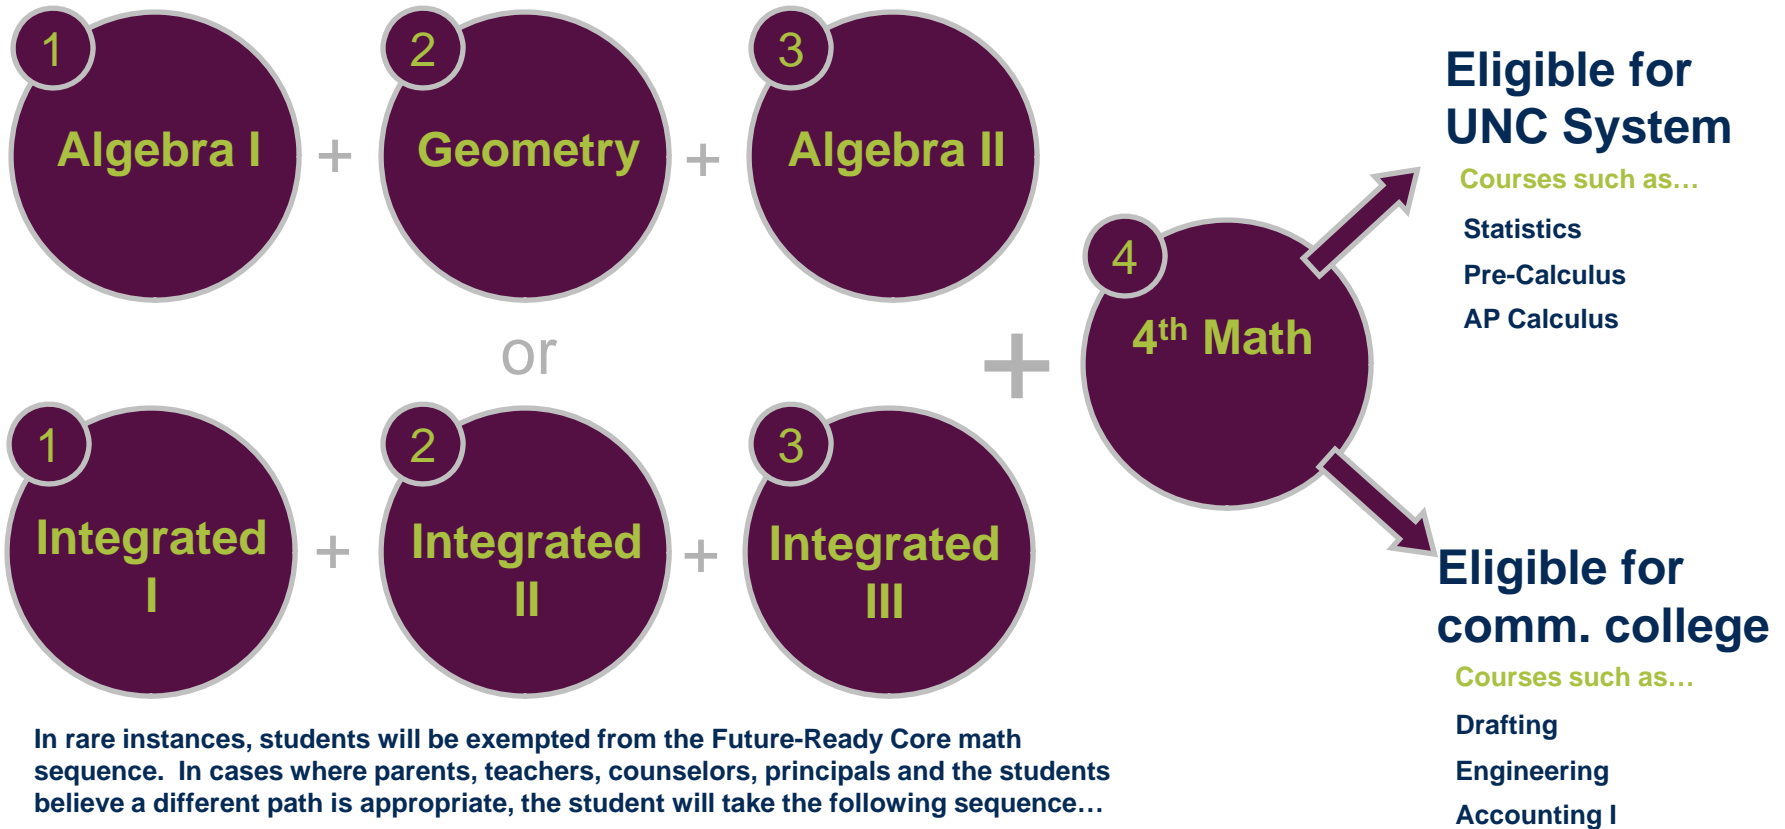 1
Algebra I
+
2
Geometry
+
3
Algebra II
or
1
Integrated
I
+
2
Integrated
II
+
3
Integrated
III
+
4
4th Math
Eligible for
UNC System
Courses such as…
Statistics
Pre-Calculus
AP Calculus
Eligible for
comm. college
Courses such as…
Drafting
Engineering
Accounting I
In rare instances, students will be exempted from the Future-Ready Core math
sequence.  In cases where parents, teachers, counselors, principals and the students
believe a different path is appropriate, the student will take the following sequence…